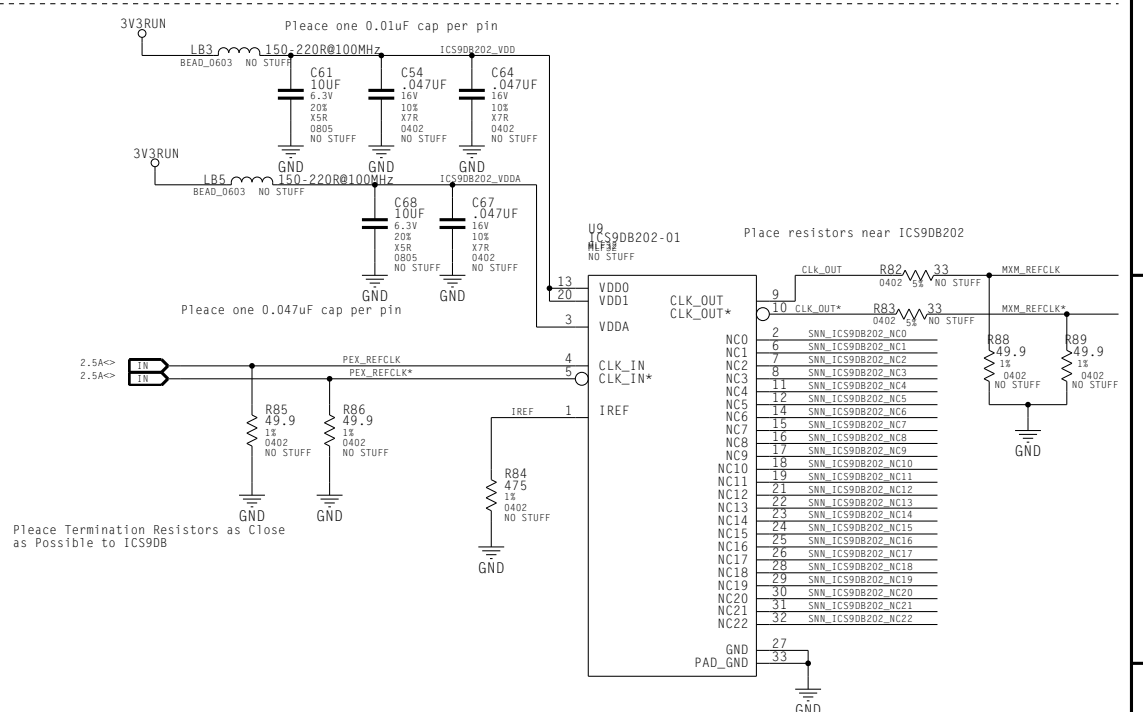 3V3RUN
Pleace one 0.01uF cap per pin
LB3 150-220R@100MHz ICS9DB202_VDD
BEAD_0603 NO STUFF
C61
10UF
6.3V
20%
X5R
0805
NO STUFF
GND
C54
.047UF
16V
10%
X7R
0402
NO STUFF
GND
C64
.047UF
16V
10%
X7R
0402
NO STUFF
GND
3V3RUN
LB5 150-220R@100MHz ICS9DB202_VDDA
BEAD_0603 NO STUFF
C68
10UF
6.3V
20%
X5R
0805
NO STUFF
GND
C67
.047UF
16V
10%
X7R
0402
NO STUFF
GND
Pleace one 0.047uF cap per pin
U9
ICS9DB202-01
NO STUFF
Place resistors near ICS9DB202
13 VDD0
20 VDD1
3 VDDA
2.5A<> IN PEX_REFCLK 4 CLK_IN
2.5A<> IN PEX_REFCLK* 5 CLK_IN*
IREF 1 IREF
R85
49.9
1%
0402
NO STUFF
GND
R86
49.9
1%
0402
NO STUFF
GND
R84
475
1%
0402
NO STUFF
GND
Pleace Termination Resistors as Close
as Possible to ICS9DB
CLK_OUT 9 CLk_OUT R82 33 MXM_REFCLK
0402 5% NO STUFF
CLK_OUT* 10 CLK_OUT* R83 33 MXM_REFCLK*
0402 5% NO STUFF
R88
49.9
1%
0402
NO STUFF
R89
49.9
1%
0402
NO STUFF
GND
NC0 2 SNN_ICS9DB202_NC0
NC1 6 SNN_ICS9DB202_NC1
NC2 7 SNN_ICS9DB202_NC2
NC3 8 SNN_ICS9DB202_NC3
NC4 11 SNN_ICS9DB202_NC4
NC5 12 SNN_ICS9DB202_NC5
NC6 14 SNN_ICS9DB202_NC6
NC7 15 SNN_ICS9DB202_NC7
NC8 16 SNN_ICS9DB202_NC8
NC9 17 SNN_ICS9DB202_NC9
NC10 18 SNN_ICS9DB202_NC10
NC11 19 SNN_ICS9DB202_NC11
NC12 21 SNN_ICS9DB202_NC12
NC13 22 SNN_ICS9DB202_NC13
NC14 23 SNN_ICS9DB202_NC14
NC15 24 SNN_ICS9DB202_NC15
NC16 25 SNN_ICS9DB202_NC16
NC17 26 SNN_ICS9DB202_NC17
NC18 28 SNN_ICS9DB202_NC18
NC19 29 SNN_ICS9DB202_NC19
NC20 30 SNN_ICS9DB202_NC20
NC21 31 SNN_ICS9DB202_NC21
NC22 32 SNN_ICS9DB202_NC22
GND 27
PAD_GND 33
GND